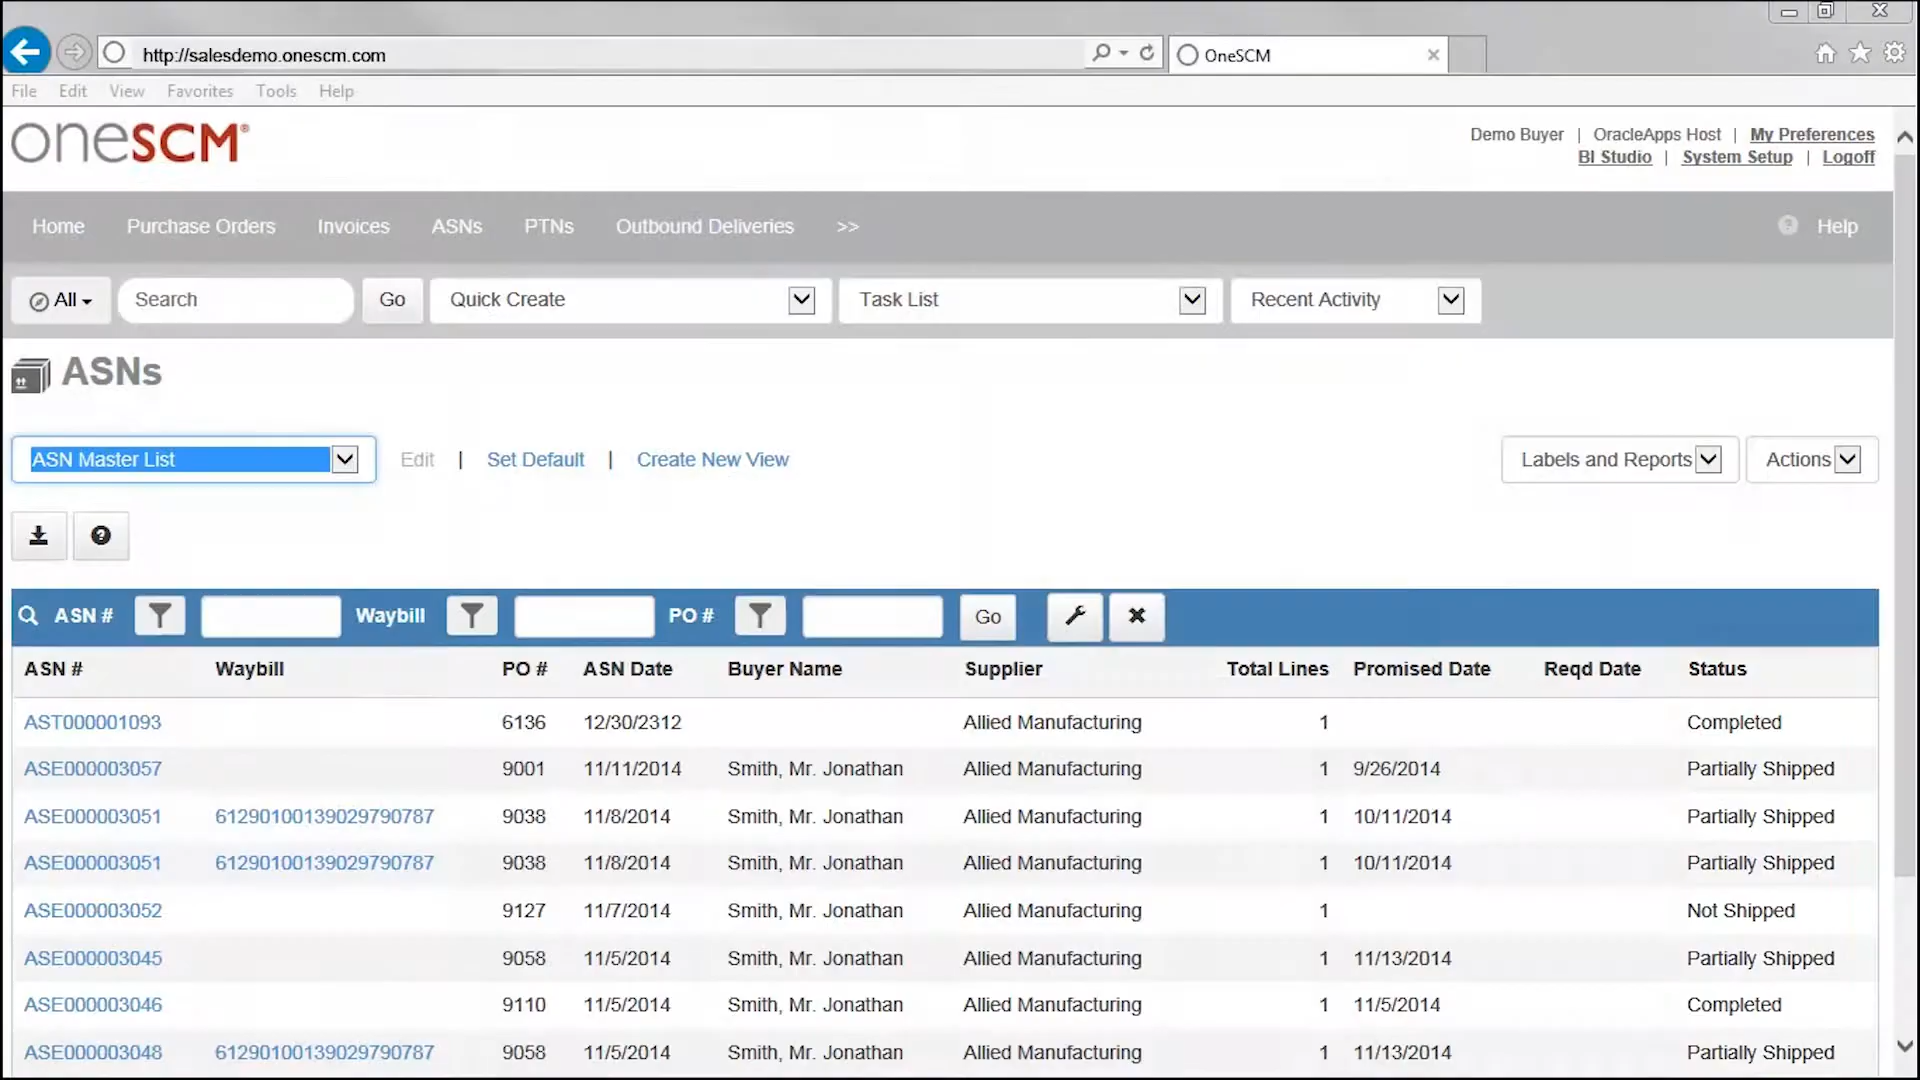 http://salesdemo.onescm.com
OneSCM
File Edit View Favorites Tools Help
oneSCM®
Demo Buyer | OracleApps Host | My Preferences
BI Studio | System Setup | Logoff
Home Purchase Orders Invoices ASNs PTNs Outbound Deliveries >> ? Help
All Search Go Quick Create Task List Recent Activity
ASNs
ASN Master List Edit | Set Default | Create New View Labels and Reports Actions
?
ASN # Waybill PO # Go
ASN # Waybill PO # ASN Date Buyer Name Supplier Total Lines Promised Date Reqd Date Status
AST000001093 6136 12/30/2312 Allied Manufacturing 1 Completed
ASE000003057 9001 11/11/2014 Smith, Mr. Jonathan Allied Manufacturing 1 9/26/2014 Partially Shipped
ASE000003051 61290100139029790787 9038 11/8/2014 Smith, Mr. Jonathan Allied Manufacturing 1 10/11/2014 Partially Shipped
ASE000003051 61290100139029790787 9038 11/8/2014 Smith, Mr. Jonathan Allied Manufacturing 1 10/11/2014 Partially Shipped
ASE000003052 9127 11/7/2014 Smith, Mr. Jonathan Allied Manufacturing 1 Not Shipped
ASE000003045 9058 11/5/2014 Smith, Mr. Jonathan Allied Manufacturing 1 11/13/2014 Partially Shipped
ASE000003046 9110 11/5/2014 Smith, Mr. Jonathan Allied Manufacturing 1 11/5/2014 Completed
ASE000003048 61290100139029790787 9058 11/5/2014 Smith, Mr. Jonathan Allied Manufacturing 1 11/13/2014 Partially Shipped